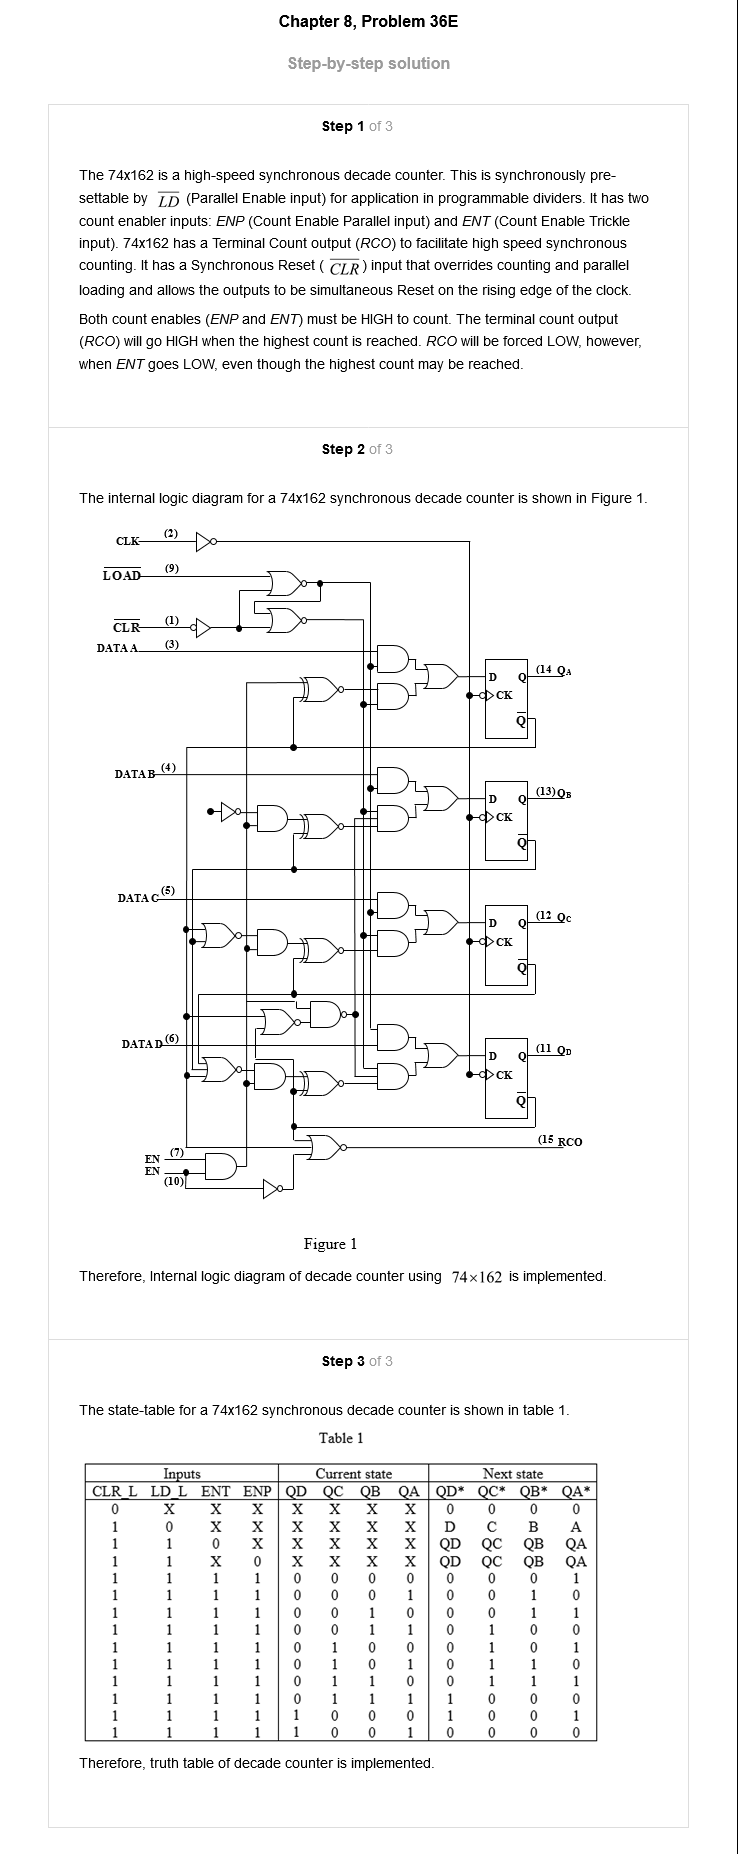 Chapter 8, Problem 36E
Step-by-step solution
Step 1 of 3
The 74x162 is a high-speed synchronous decade counter. This is synchronously pre-
settable by L̅D̅ (Parallel Enable input) for application in programmable dividers. It has two
count enabler inputs: ENP (Count Enable Parallel input) and ENT (Count Enable Trickle
input). 74x162 has a Terminal Count output (RCO) to facilitate high speed synchronous
counting. It has a Synchronous Reset ( C̅L̅R̅ ) input that overrides counting and parallel
loading and allows the outputs to be simultaneous Reset on the rising edge of the clock.
Both count enables (ENP and ENT) must be HIGH to count. The terminal count output
(RCO) will go HIGH when the highest count is reached. RCO will be forced LOW, however,
when ENT goes LOW, even though the highest count may be reached.
Step 2 of 3
The internal logic diagram for a 74x162 synchronous decade counter is shown in Figure 1.
CLK (2)
L̅O̅A̅D̅ (9)
C̅L̅R̅ (1)
DATA A (3)
D Q (14 QA
CK
Q̅
DATA B (4)
D Q (13) QB
CK
Q̅
DATA C (5)
D Q (12 QC
CK
Q̅
DATA D (6)
D Q (11 QD
CK
Q̅
(15 RCO
EN (7)
EN
(10)
Figure 1
Therefore, Internal logic diagram of decade counter using 74×162 is implemented.
Step 3 of 3
The state-table for a 74x162 synchronous decade counter is shown in table 1.
Table 1
Inputs Current state Next state
CLR_L LD_L ENT ENP QD QC QB QA QD* QC* QB* QA*
0 X X X X X X X 0 0 0 0
1 0 X X X X X X D C B A
1 1 0 X X X X X QD QC QB QA
1 1 X 0 X X X X QD QC QB QA
1 1 1 1 0 0 0 0 0 0 0 1
1 1 1 1 0 0 0 1 0 0 1 0
1 1 1 1 0 0 1 0 0 0 1 1
1 1 1 1 0 0 1 1 0 1 0 0
1 1 1 1 0 1 0 0 0 1 0 1
1 1 1 1 0 1 0 1 0 1 1 0
1 1 1 1 0 1 1 0 0 1 1 1
1 1 1 1 0 1 1 1 1 0 0 0
1 1 1 1 1 0 0 0 1 0 0 1
1 1 1 1 1 0 0 1 0 0 0 0
Therefore, truth table of decade counter is implemented.